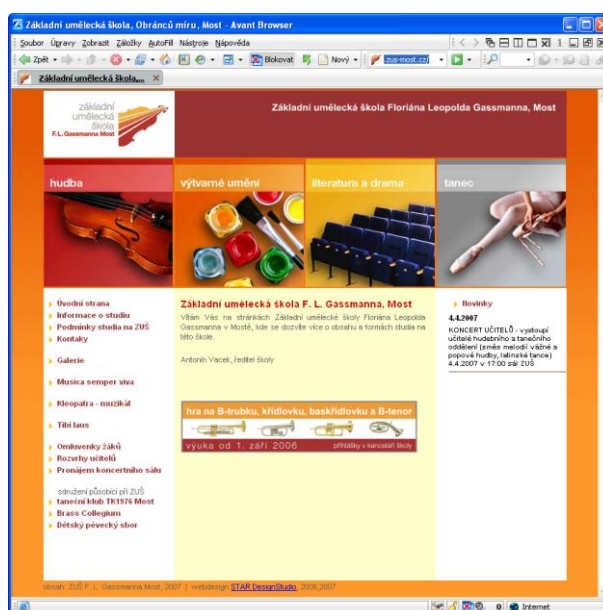 Základní umělecká škola, Obránců míru, Most - Avant Browser
Soubor Úpravy Zobrazit Záložky AutoFill Nástroje Nápověda
Zpět Blokovat Nový zus-most.cz/
Základní umělecká škola,...
základní
umělecká
škola
F. L. Gassmanna Most
Základní umělecká škola Floriána Leopolda Gassmanna, Most
hudba
výtvarné umění
literatura a drama
tanec
Úvodní strana
Informace o studiu
Podmínky studia na ZUŠ
Kontaky
Galerie
Musica semper viva
Kleopatra - muzikál
Tibi laus
Omluvenky žáků
Rozvrhy učitelů
Pronájem koncertního sálu
sdružení působící při ZUŠ
taneční klub TK1976 Most
Brass Collegium
Dětský pěvecký sbor
Základní umělecká škola F. L. Gassmanna, Most
Vítám Vás na stránkách Základní umělecké školy Floriána Leopolda
Gassmanna v Mostě, kde se dozvíte více o obsahu a formách studia na
této škole.
Antonín Vacek, ředitel školy
hra na B-trubku, křídlovku, baskřídlovku a B-tenor
výuka od 1. září 2006 přihlášky v kanceláři školy
Novinky
4.4.2007
KONCERT UČITELŮ - vystoupí
učitelé hudebního a tanečního
oddělení (směs melodií vážné a
popové hudby, latinské tance)
4.4.2007 v 17:00 sál ZUŠ
obsah: ZUŠ F. L. Gassmanna Most, 2007 | webdesign STAR DesignStudio, 2006,2007
0 Internet